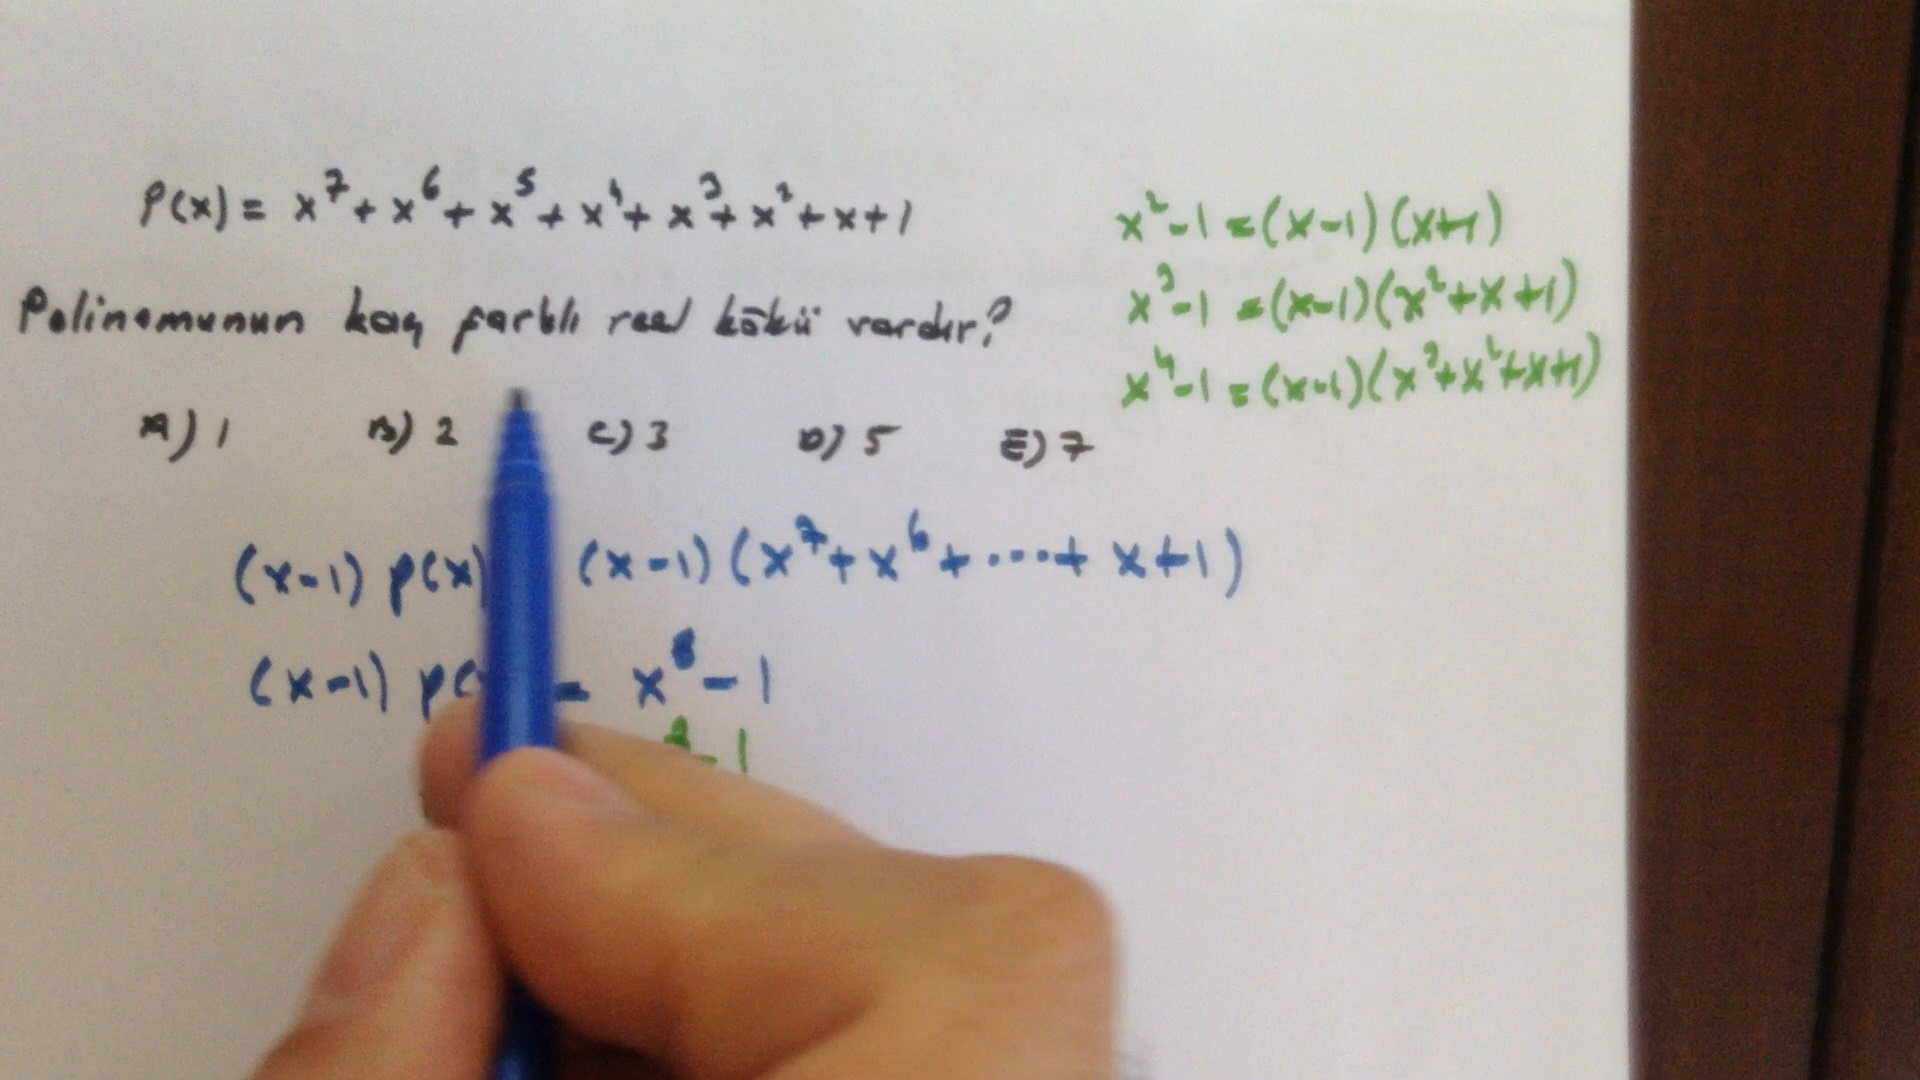 P(x) = x⁷ + x⁶ + x⁵ + x⁴ + x³ + x² + x + 1
Polinomunun kaç farklı reel kökü vardır?
A) 1 B) 2 C) 3 D) 5 E) 7
x² - 1 = (x-1)(x+1)
x³ - 1 = (x-1)(x²+x+1)
x⁴ - 1 = (x-1)(x³+x²+x+1)
(x-1) p(x) (x-1)(x⁷ + x⁶ + ... + x + 1)
(x-1) p( = x⁸ - 1
- 1